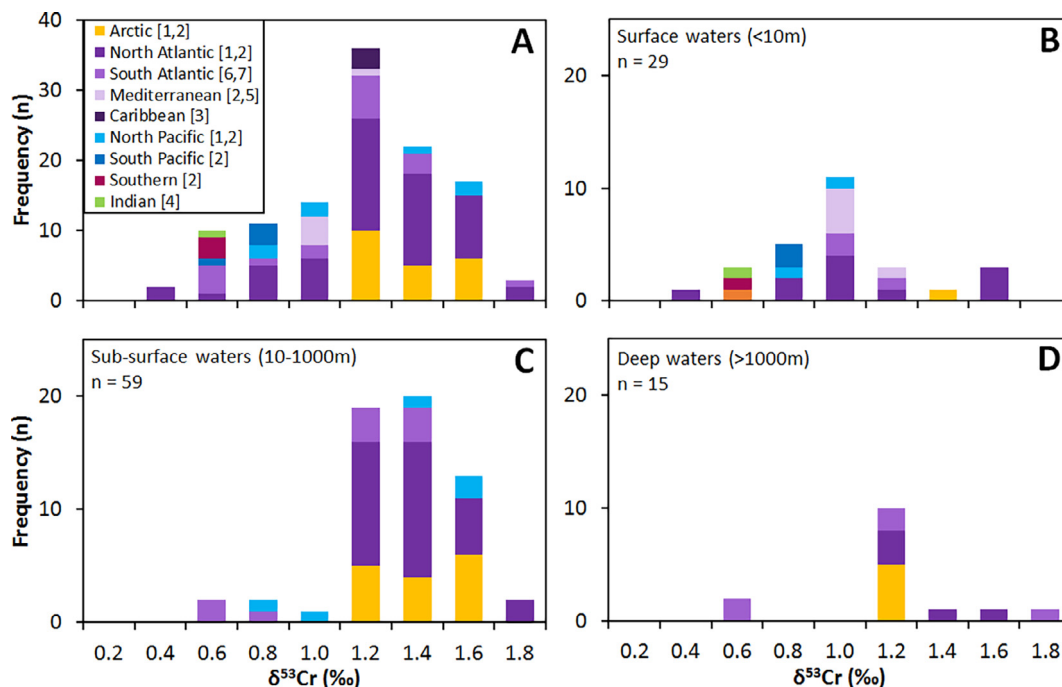 A
40
30
20
10
0
Frequency (n)
Arctic [1,2]
North Atlantic [1,2]
South Atlantic [6,7]
Mediterranean [2,5]
Caribbean [3]
North Pacific [1,2]
South Pacific [2]
Southern [2]
Indian [4]
B
Surface waters (<10m)
n = 29
20
10
0
C
Sub-surface waters (10-1000m)
n = 59
20
10
0
Frequency (n)
0.2 0.4 0.6 0.8 1.0 1.2 1.4 1.6 1.8
δ⁵³Cr (‰)
D
Deep waters (>1000m)
n = 15
20
10
0
0.2 0.4 0.6 0.8 1.0 1.2 1.4 1.6 1.8
δ⁵³Cr (‰)